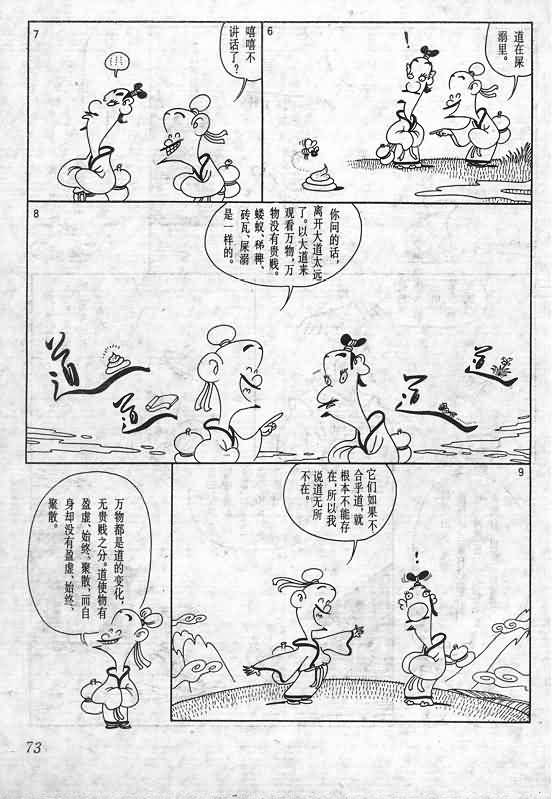 6
道在屎
溺里。
!
7
嘻嘻不
讲话了?
……
8
你问的话,
离开大道太远
了。以大道来
观看万物,万
物没有贵贱。
蝼蚁、稊稗、
砖瓦、屎溺
是一样的。
道
道
道
道
9
它们如果不
合乎道,就
根本不能存
在,所以我
说道无所
不在。
!
万物都是道的变化,
无贵贱之分。道使物有
盈虚、始终、聚散,而自
身却没有盈虚、始终、
聚散。
73